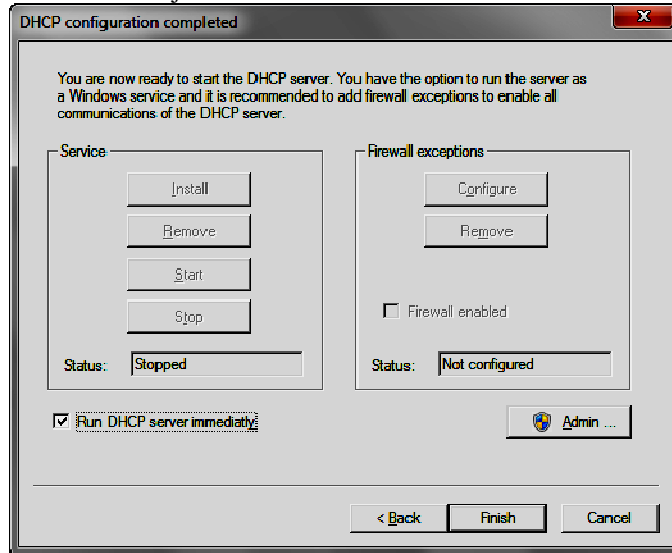 DHCP configuration completed
You are now ready to start the DHCP server. You have the option to run the server as
a Windows service and it is recommended to add firewall exceptions to enable all
communications of the DHCP server.
Service
Install
Remove
Start
Stop
Status:
Stopped
Firewall exceptions
Configure
Remove
Firewall enabled
Status:
Not configured
Run DHCP server immediatly
Admin ...
< Back
Finish
Cancel